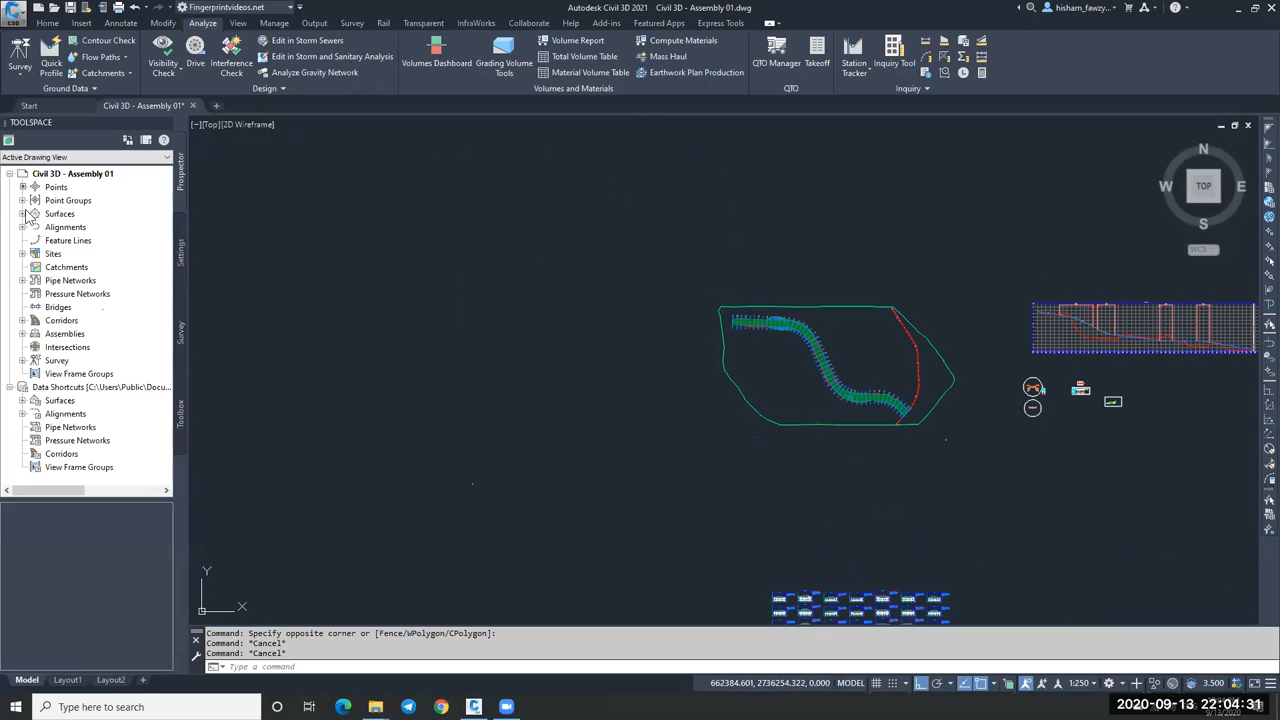 Fingerprintvideos.net
Autodesk Civil 3D 2021 Civil 3D - Assembly 01.dwg
hisham_fawzy...
Home Insert Annotate Modify Analyze View Manage Output Survey Rail Transparent InfraWorks Collaborate Help Add-ins Featured Apps Express Tools
C3D
Survey
Quick Profile
Contour Check
Flow Paths
Catchments
Ground Data
Visibility Check
Drive
Interference Check
Edit in Storm Sewers
Edit in Storm and Sanitary Analysis
Analyze Gravity Network
Design
Volumes Dashboard
Grading Volume Tools
Volume Report
Total Volume Table
Material Volume Table
Compute Materials
Mass Haul
Earthwork Plan Production
Volumes and Materials
QTO Manager
Takeoff
QTO
Station Tracker
Inquiry Tool
Inquiry
Start Civil 3D - Assembly 01*
TOOLSPACE
Active Drawing View
Civil 3D - Assembly 01
Points
Point Groups
Surfaces
Alignments
Feature Lines
Sites
Catchments
Pipe Networks
Pressure Networks
Bridges
Corridors
Assemblies
Intersections
Survey
View Frame Groups
Data Shortcuts [C:\Users\Public\Docu...
Surfaces
Alignments
Pipe Networks
Pressure Networks
Corridors
View Frame Groups
Prospector
Settings
Survey
Toolbox
[−][Top][2D Wireframe]
N
W TOP E
S
WCS
Y
X
Command: Specify opposite corner or [Fence/WPolygon/CPolygon]:
Command: *Cancel*
Command: *Cancel*
Type a command
Model Layout1 Layout2
662384.601, 2736254.322, 0.000 MODEL 1:250 3.500
Type here to search
2020-09-13 22:04:31
9/13/2020